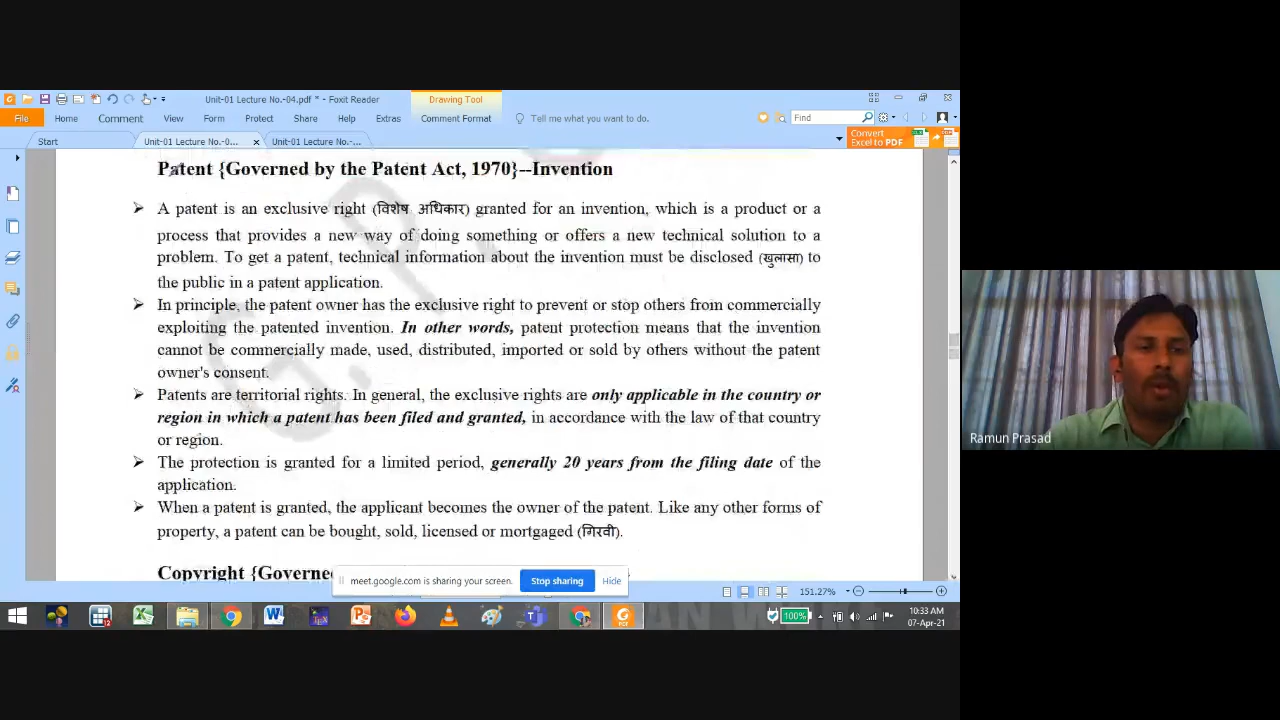 Unit-01 Lecture No.-04.pdf * - Foxit Reader
Drawing Tool
File Home Comment View Form Protect Share Help Extras Comment Format Tell me what you want to do. Find
Start Unit-01 Lecture No.-0... Unit-01 Lecture No.-...
Convert
Excel to PDF
Patent {Governed by the Patent Act, 1970}--Invention
➢ A patent is an exclusive right (विशेष अधिकार) granted for an invention, which is a product or a
process that provides a new way of doing something or offers a new technical solution to a
problem. To get a patent, technical information about the invention must be disclosed (खुलासा) to
the public in a patent application.
➢ In principle, the patent owner has the exclusive right to prevent or stop others from commercially
exploiting the patented invention. In other words, patent protection means that the invention
cannot be commercially made, used, distributed, imported or sold by others without the patent
owner's consent.
➢ Patents are territorial rights. In general, the exclusive rights are only applicable in the country or
region in which a patent has been filed and granted, in accordance with the law of that country
or region.
➢ The protection is granted for a limited period, generally 20 years from the filing date of the
application.
➢ When a patent is granted, the applicant becomes the owner of the patent. Like any other forms of
property, a patent can be bought, sold, licensed or mortgaged (गिरवी).
Copyright {Governe
meet.google.com is sharing your screen. Stop sharing Hide
151.27%
100%
10:33 AM
07-Apr-21
Ramun Prasad